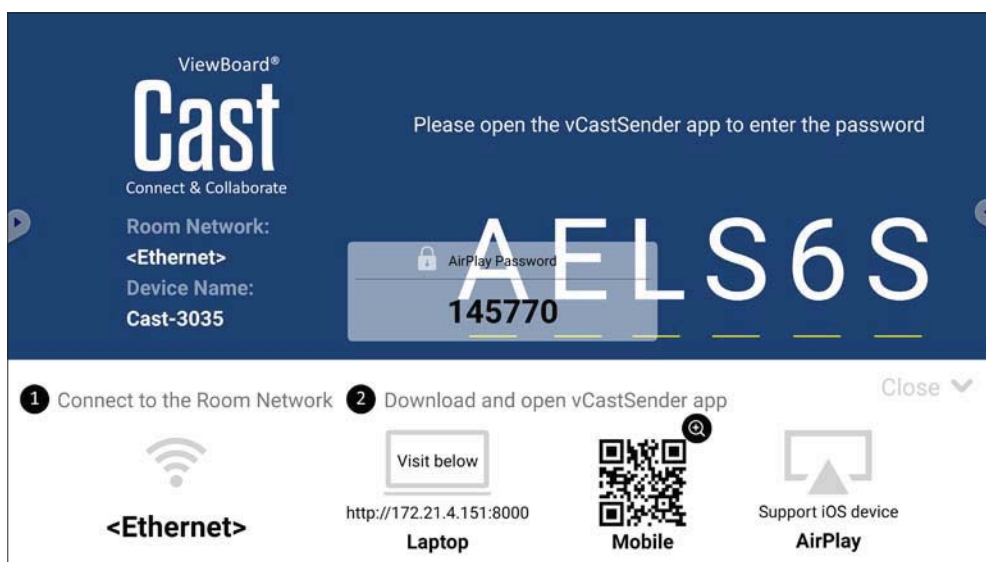 ViewBoard®
Cast
Connect & Collaborate
Please open the vCastSender app to enter the password
Room Network:
<Ethernet>
Device Name:
Cast-3035
AELS6S
AirPlay Password
145770
Close
1 Connect to the Room Network
2 Download and open vCastSender app
<Ethernet>
Visit below
http://172.21.4.151:8000
Laptop
Mobile
Support iOS device
AirPlay